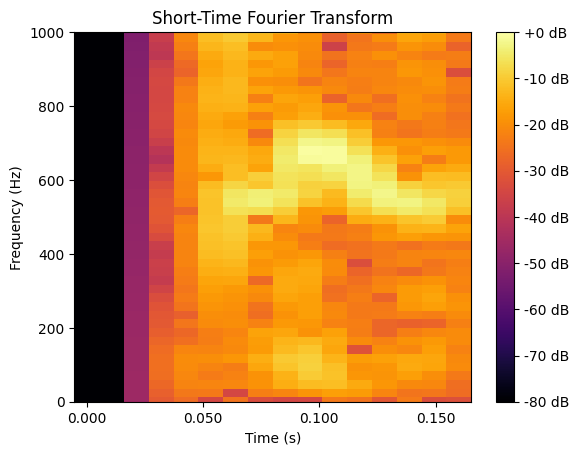 Short-Time Fourier Transform
1000
800
600
400
200
0
Frequency (Hz)
0.000
0.050
0.100
0.150
Time (s)
+0 dB
-10 dB
-20 dB
-30 dB
-40 dB
-50 dB
-60 dB
-70 dB
-80 dB